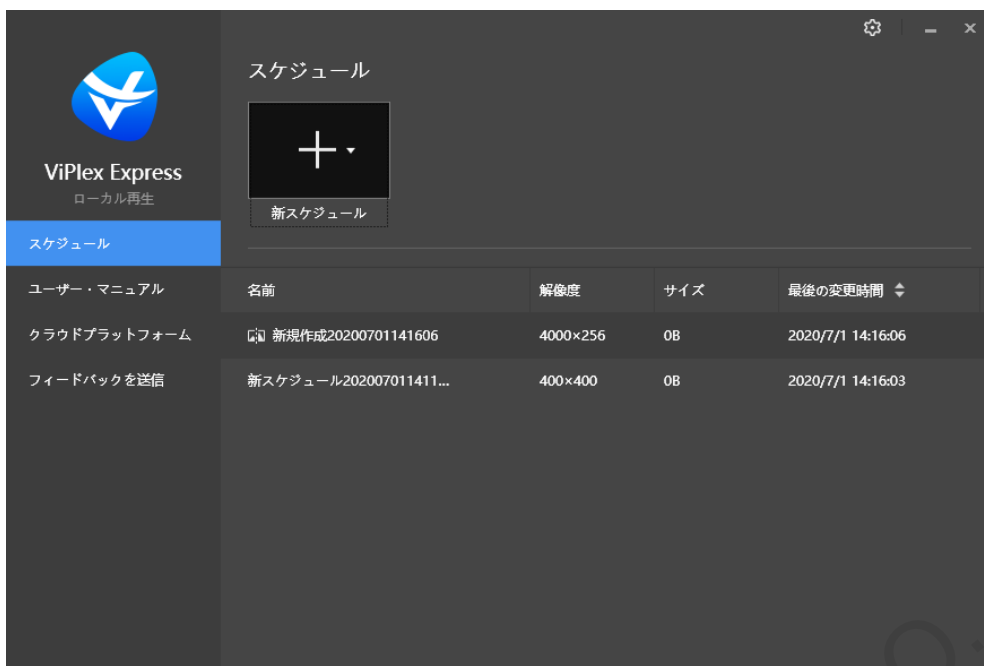 ViPlex Express
ローカル再生
スケジュール
ユーザー・マニュアル
クラウドプラットフォーム
フィードバックを送信
スケジュール
新スケジュール
名前 解像度 サイズ 最後の変更時間
新規作成20200701141606 4000×256 0B 2020/7/1 14:16:06
新スケジュール202007011411... 400×400 0B 2020/7/1 14:16:03